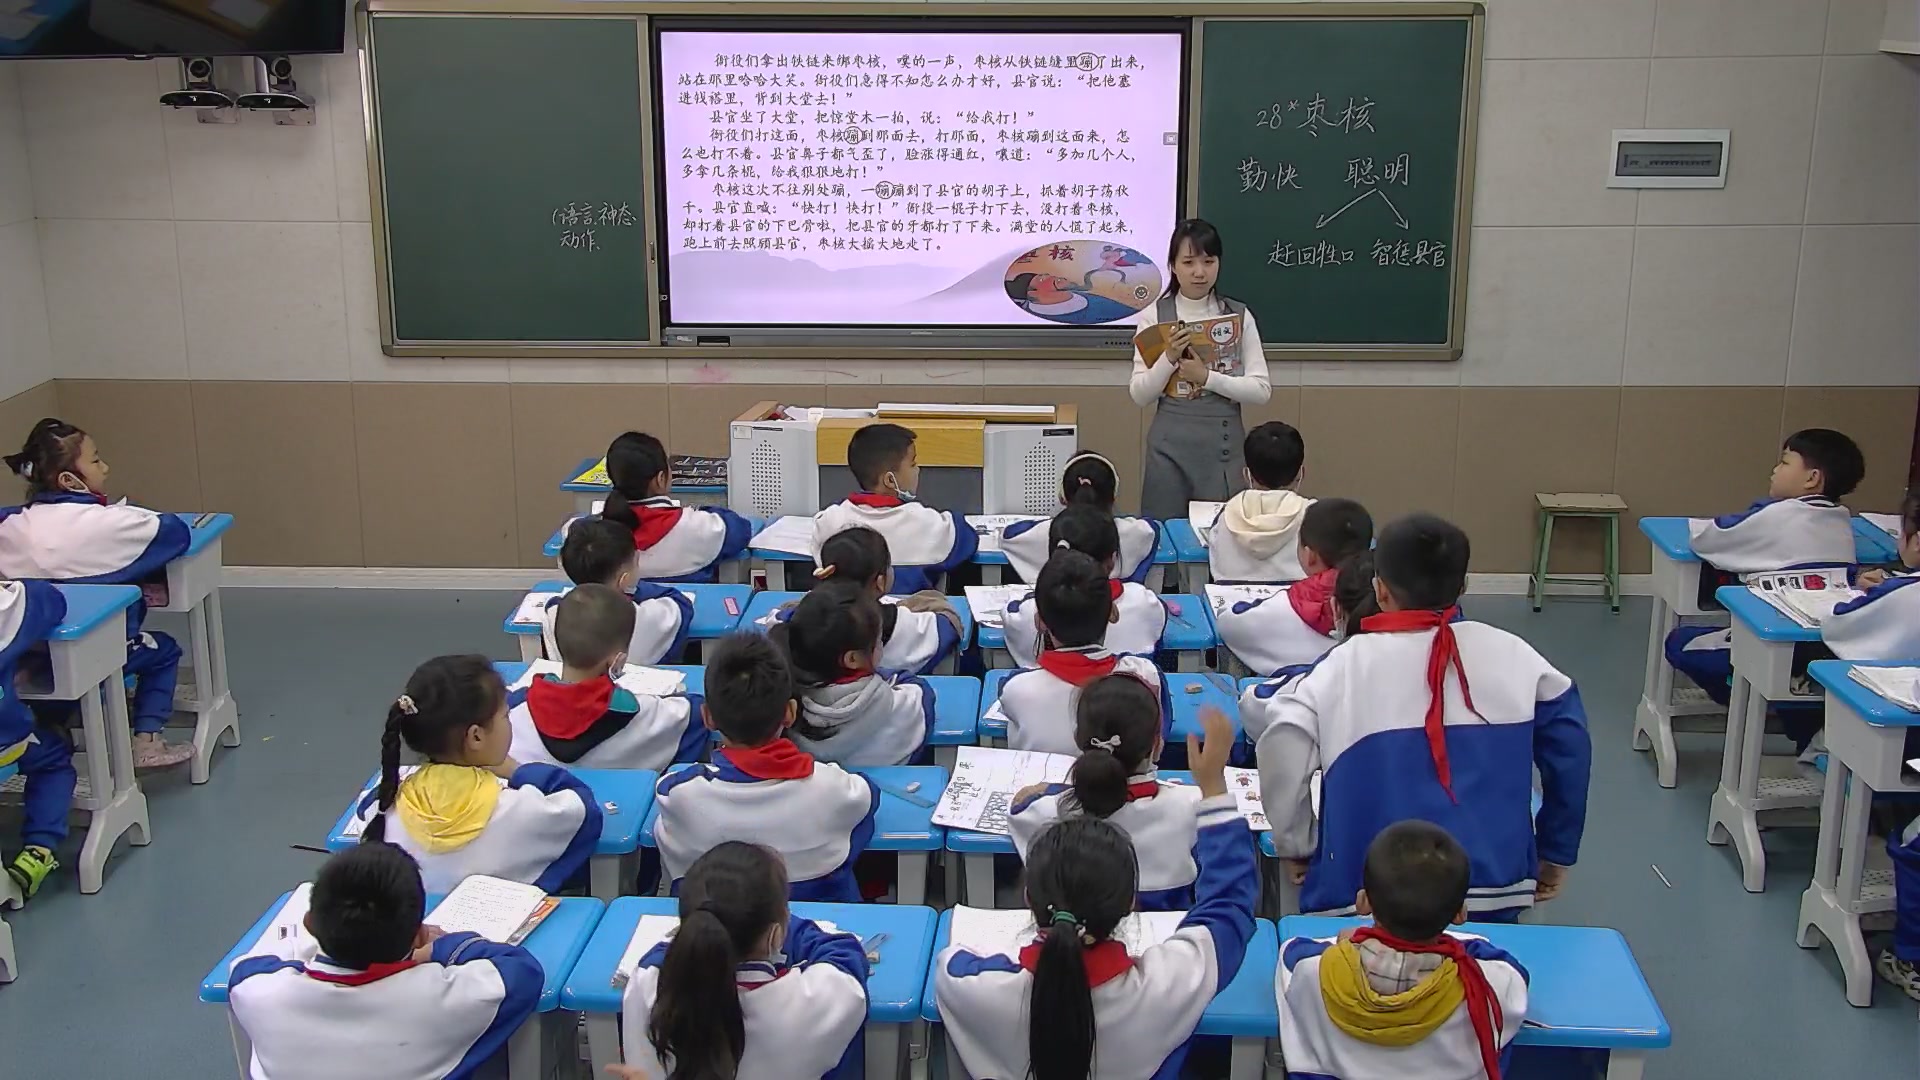 衙役们拿出铁链来绑枣核，噗的一声，枣核从铁链缝里蹦了出来，
站在那里哈哈大笑。衙役们急得不知怎么办才好，县官说：“把他塞
进钱褡里，背到大堂去！”
县官坐了大堂，把惊堂木一拍，说：“给我打！”
衙役们打这面，枣核蹦到那面去，打那面，枣核蹦到这面来，怎
么也打不着。县官鼻子都气歪了，脸涨得通红，嚷道：“多加几个人，
多拿几条棍，给我狠狠地打！”
枣核这次不往别处蹦，一蹦蹦到了县官的胡子上，抓着胡子荡秋
千。县官直喊：“快打！快打！”衙役一棍子打下去，没打着枣核，
却打着县官的下巴骨啦，把县官的牙都打了下来。满堂的人慌了起来，
跑上前去照顾县官，枣核大摇大摆地走了。
核
28*枣核
勤快 聪明
赶回牲口 智惩县官
(语言、神态
动作、
语文